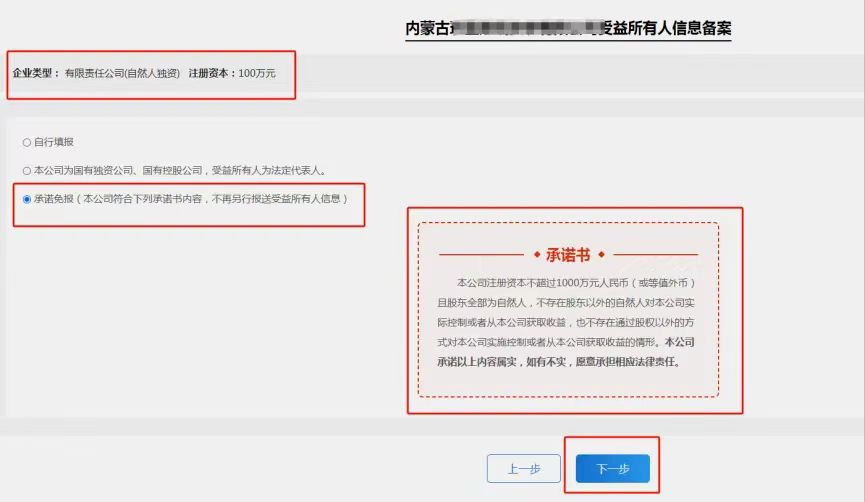 内蒙古 受益所有人信息备案
企业类型： 有限责任公司(自然人独资) 注册资本：100万元
自行填报
本公司为国有独资公司、国有控股公司，受益所有人为法定代表人。
承诺免报（本公司符合下列承诺书内容，不再另行报送受益所有人信息）
承诺书
本公司注册资本不超过1000万元人民币（或等值外币）
且股东全部为自然人，不存在股东以外的自然人对本公司实
际控制或者从本公司获取收益，也不存在通过股权以外的方
式对本公司实施控制或者从本公司获取收益的情形。本公司
承诺以上内容属实，如有不实，愿意承担相应法律责任。
上一步
下一步